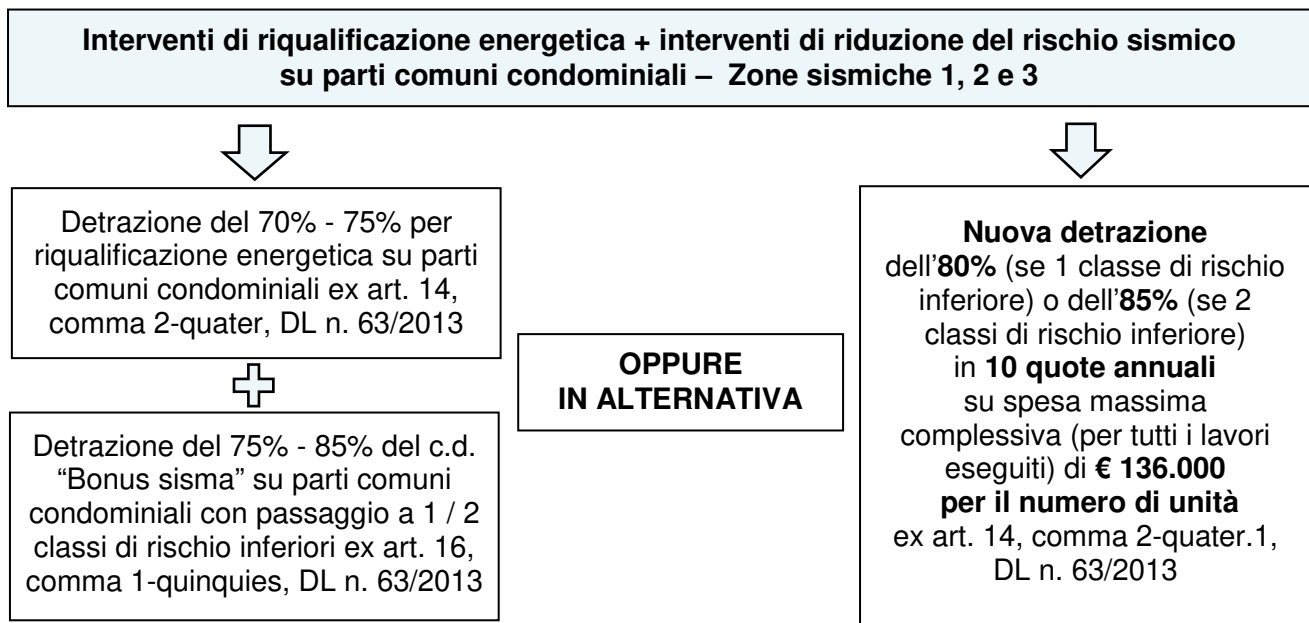 Interventi di riqualificazione energetica + interventi di riduzione del rischio sismico
su parti comuni condominiali – Zone sismiche 1, 2 e 3
Detrazione del 70% - 75% per
riqualificazione energetica su parti
comuni condominiali ex art. 14,
comma 2-quater, DL n. 63/2013
Detrazione del 75% - 85% del c.d.
“Bonus sisma” su parti comuni
condominiali con passaggio a 1 / 2
classi di rischio inferiori ex art. 16,
comma 1-quinquies, DL n. 63/2013
OPPURE
IN ALTERNATIVA
Nuova detrazione
dell'80% (se 1 classe di rischio
inferiore) o dell'85% (se 2
classi di rischio inferiore)
in 10 quote annuali
su spesa massima
complessiva (per tutti i lavori
eseguiti) di € 136.000
per il numero di unità
ex art. 14, comma 2-quater.1,
DL n. 63/2013